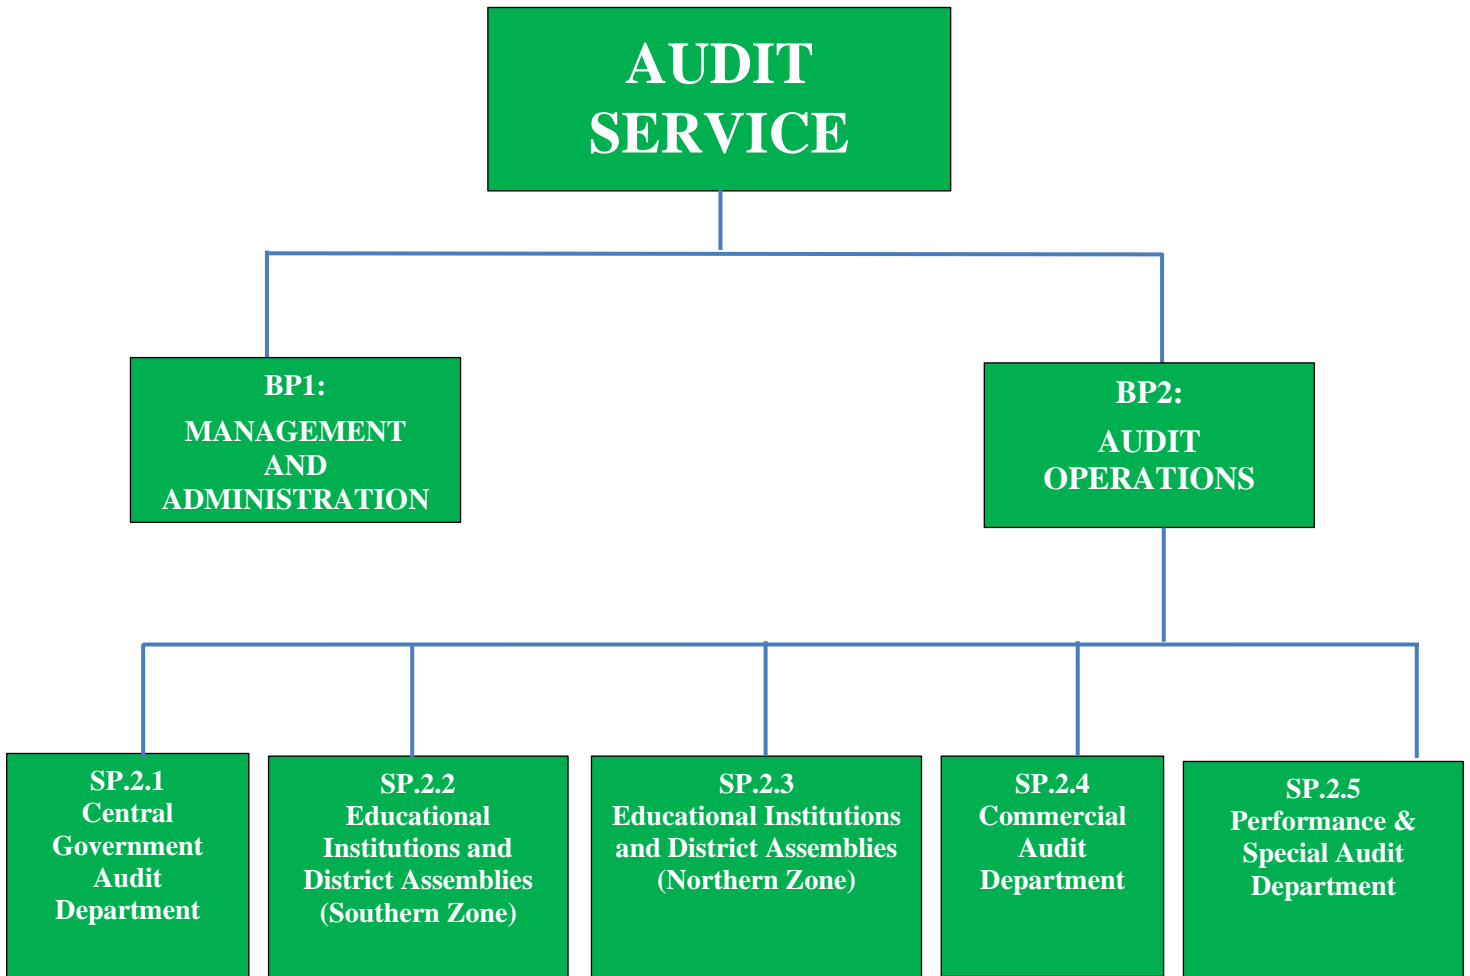 AUDIT
SERVICE
BP1:
MANAGEMENT
AND
ADMINISTRATION
BP2:
AUDIT
OPERATIONS
SP.2.1
Central
Government
Audit
Department
SP.2.2
Educational
Institutions and
District Assemblies
(Southern Zone)
SP.2.3
Educational Institutions
and District Assemblies
(Northern Zone)
SP.2.4
Commercial
Audit
Department
SP.2.5
Performance &
Special Audit
Department